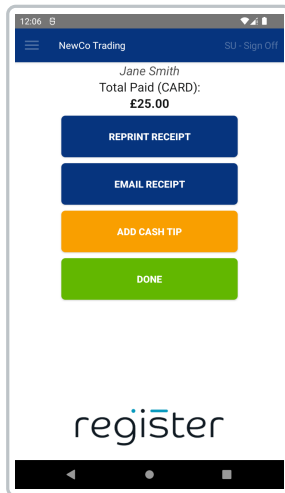 12:06
NewCo Trading
SU - Sign Off
Jane Smith
Total Paid (CARD):
£25.00
REPRINT RECEIPT
EMAIL RECEIPT
ADD CASH TIP
DONE
register